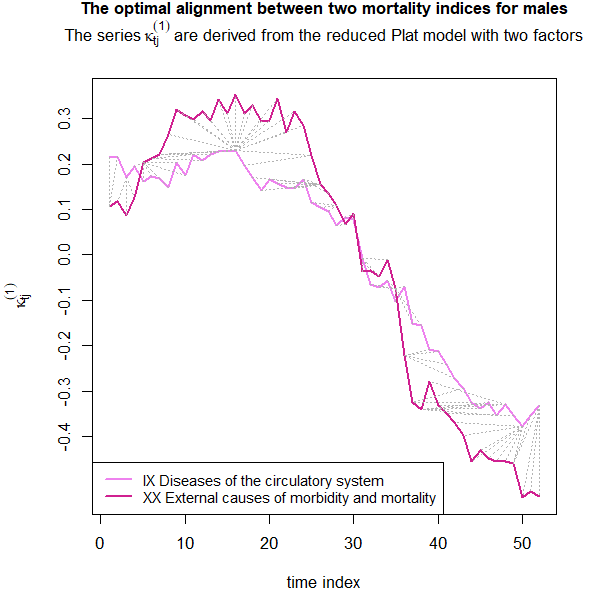 The optimal alignment between two mortality indices for males
The series κtj(1) are derived from the reduced Plat model with two factors
κtj(1)
0.3
0.2
0.1
0.0
-0.1
-0.2
-0.3
-0.4
IX Diseases of the circulatory system
XX External causes of morbidity and mortality
0 10 20 30 40 50
time index